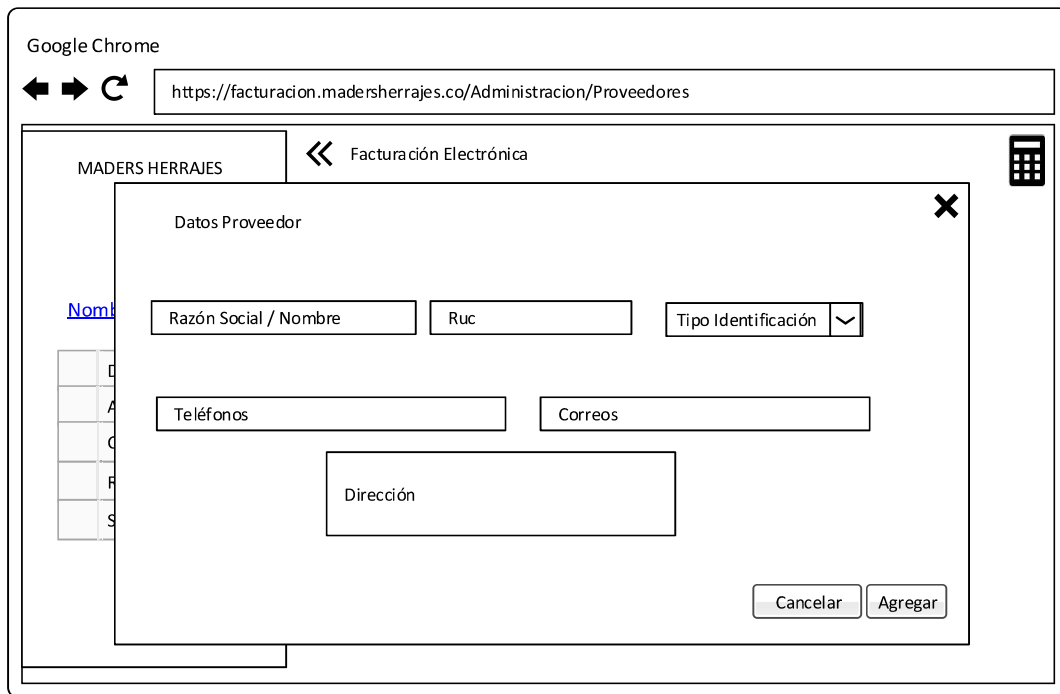 Google Chrome
https://facturacion.madersherrajes.co/Administracion/Proveedores
MADERS HERRAJES
Facturación Electrónica
Datos Proveedor
Razón Social / Nombre
Ruc
Tipo Identificación
Teléfonos
Correos
Dirección
Cancelar
Agregar